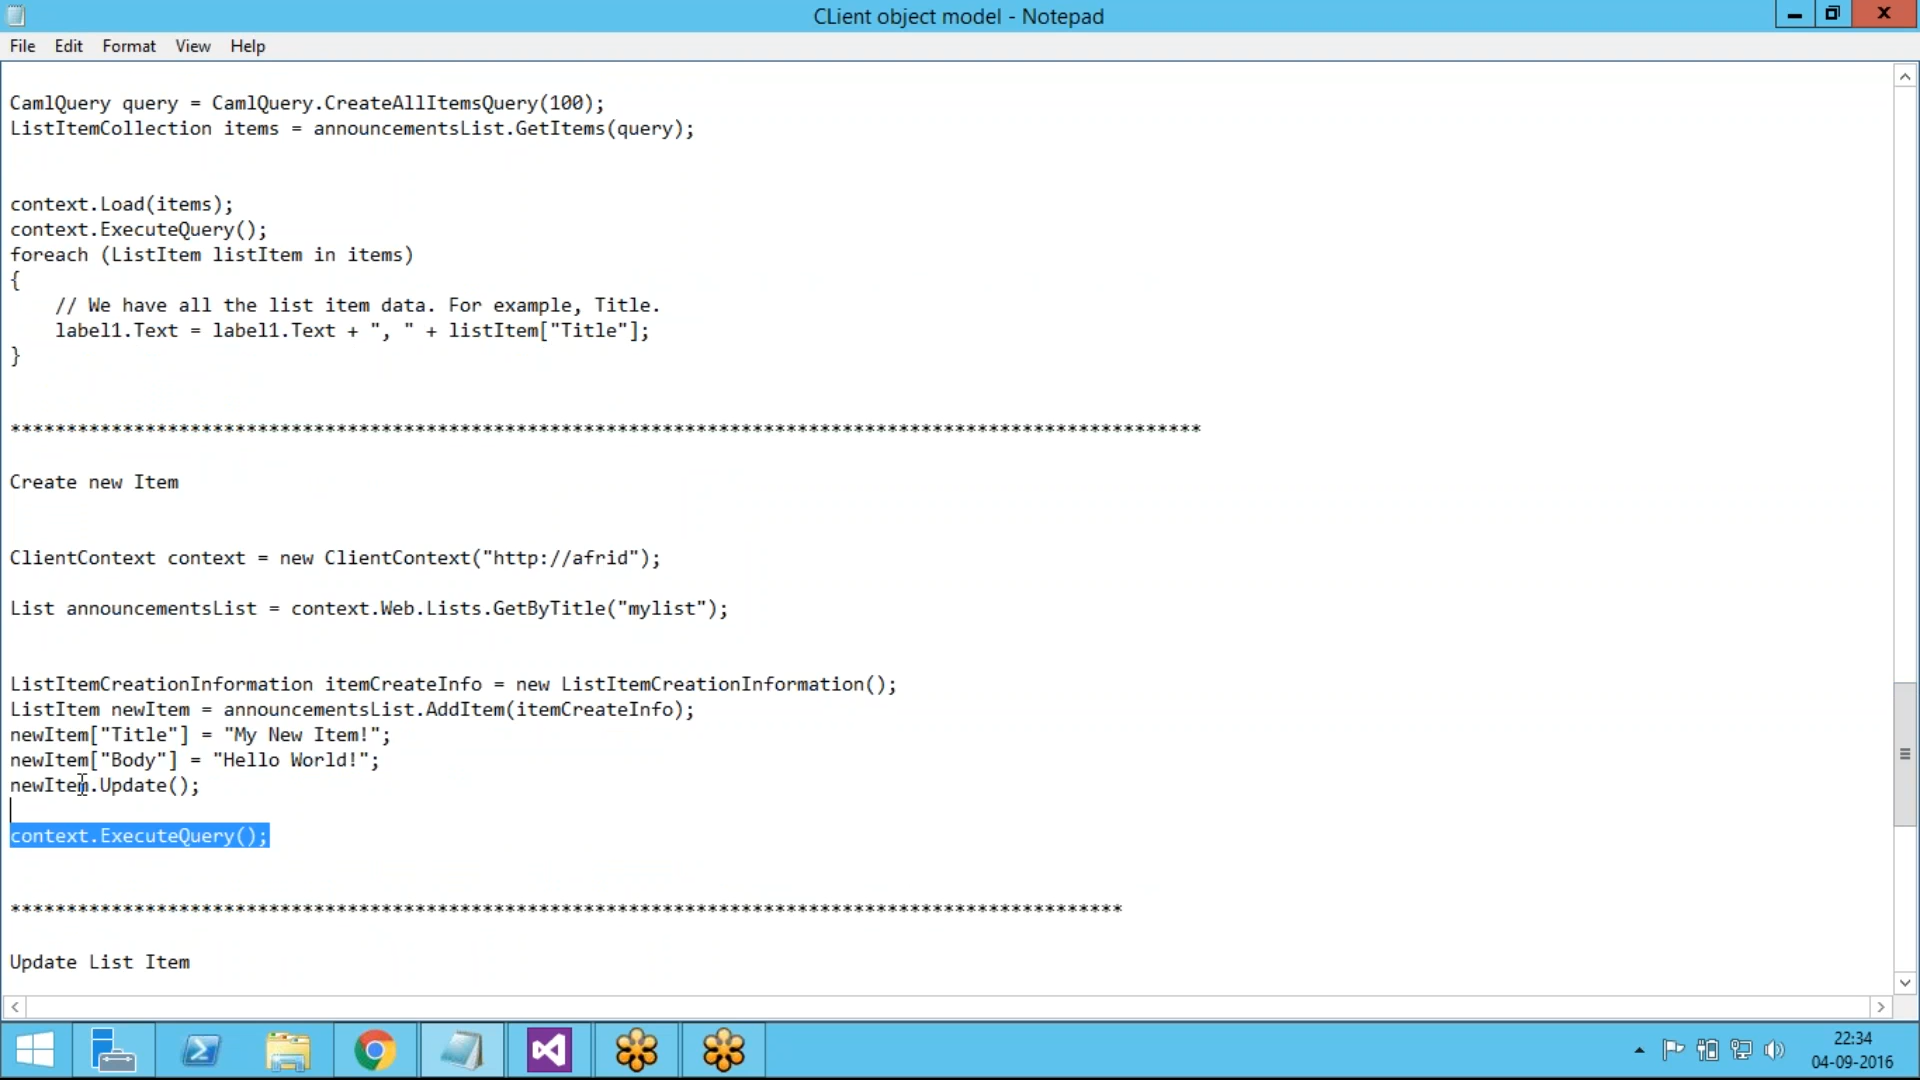 CLient object model - Notepad
File Edit Format View Help
CamlQuery query = CamlQuery.CreateAllItemsQuery(100);
ListItemCollection items = announcementsList.GetItems(query);
context.Load(items);
context.ExecuteQuery();
foreach (ListItem listItem in items)
{
    // We have all the list item data. For example, Title.
    label1.Text = label1.Text + ", " + listItem["Title"];
}
**********************************************************************************************************
Create new Item
ClientContext context = new ClientContext("http://afrid");
List announcementsList = context.Web.Lists.GetByTitle("mylist");
ListItemCreationInformation itemCreateInfo = new ListItemCreationInformation();
ListItem newItem = announcementsList.AddItem(itemCreateInfo);
newItem["Title"] = "My New Item!";
newItem["Body"] = "Hello World!";
newItem.Update();
context.ExecuteQuery();
***************************************************************************************************
Update List Item
22:34
04-09-2016